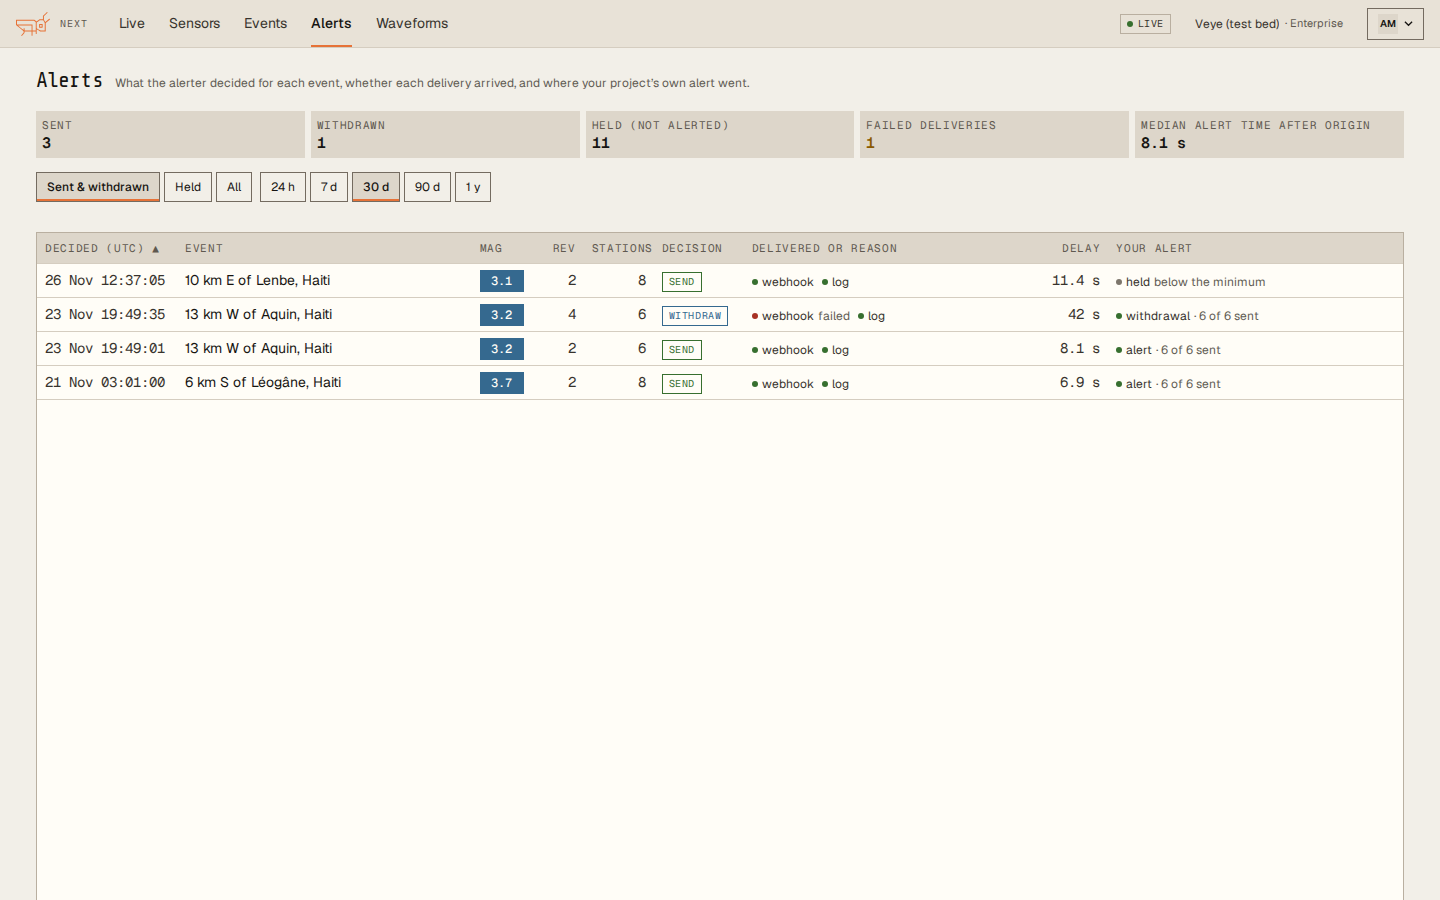 NEXT Live Sensors Events Alerts Waveforms LIVE Veye (test bed) · Enterprise AM
Alerts What the alerter decided for each event, whether each delivery arrived, and where your project's own alert went.
SENT WITHDRAWN HELD (NOT ALERTED) FAILED DELIVERIES MEDIAN ALERT TIME AFTER ORIGIN
3 1 11 1 8.1 s
Sent & withdrawn Held All 24 h 7 d 30 d 90 d 1 y
DECIDED (UTC) ▲ EVENT MAG REV STATIONS DECISION DELIVERED OR REASON DELAY YOUR ALERT
26 Nov 12:37:05 10 km E of Lenbe, Haiti 3.1 2 8 SEND webhook log 11.4 s held below the minimum
23 Nov 19:49:35 13 km W of Aquin, Haiti 3.2 4 6 WITHDRAW webhook failed log 42 s withdrawal · 6 of 6 sent
23 Nov 19:49:01 13 km W of Aquin, Haiti 3.2 2 6 SEND webhook log 8.1 s alert · 6 of 6 sent
21 Nov 03:01:00 6 km S of Léogâne, Haiti 3.7 2 8 SEND webhook log 6.9 s alert · 6 of 6 sent